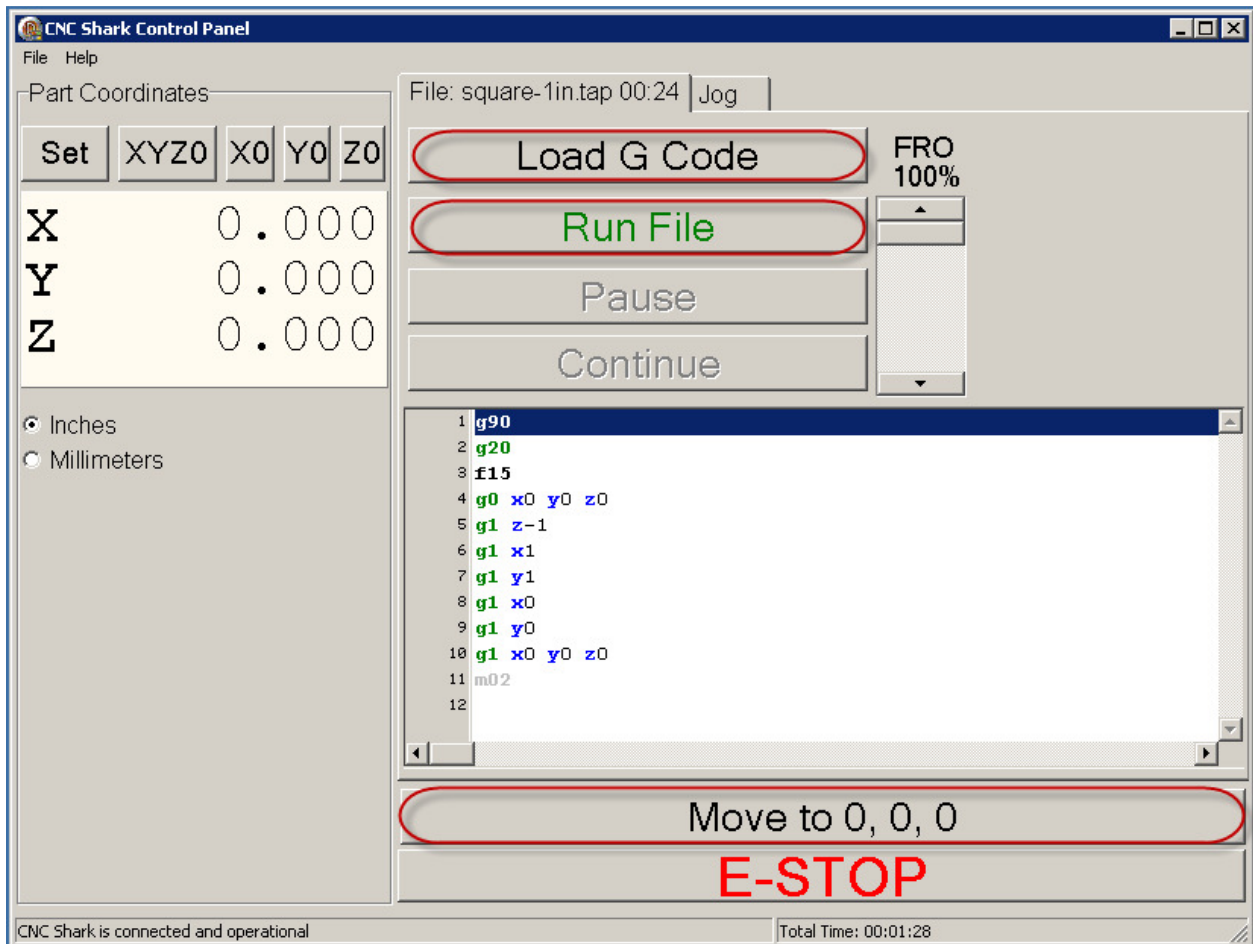 CNC Shark Control Panel
File Help
Part Coordinates
Set XYZ0 X0 Y0 Z0
X 0.000
Y 0.000
Z 0.000
Inches
Millimeters
File: square-1in.tap 00:24 Jog
Load G Code
FRO
100%
Run File
Pause
Continue
1 g90
2 g20
3 f15
4 g0 x0 y0 z0
5 g1 z-1
6 g1 x1
7 g1 y1
8 g1 x0
9 g1 y0
10 g1 x0 y0 z0
11 m02
12
Move to 0, 0, 0
E-STOP
CNC Shark is connected and operational Total Time: 00:01:28